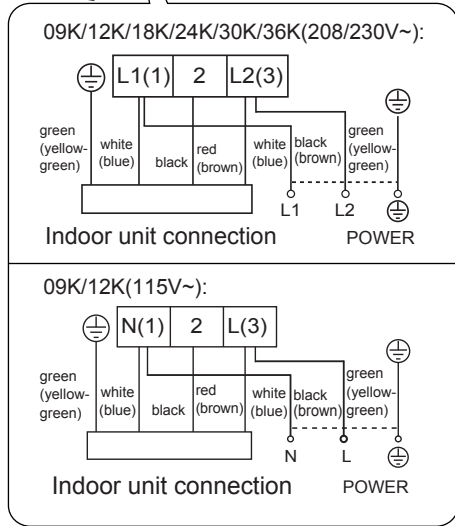 09K/12K/18K/24K/30K/36K(208/230V~):
L1(1) 2 L2(3)
green (yellow-green)
white (blue)
black
red (brown)
white (blue)
black (brown)
green (yellow-green)
L1 L2
Indoor unit connection POWER
09K/12K(115V~):
N(1) 2 L(3)
green (yellow-green)
white (blue)
black
red (brown)
white (blue)
black (brown)
green (yellow-green)
N L
Indoor unit connection POWER